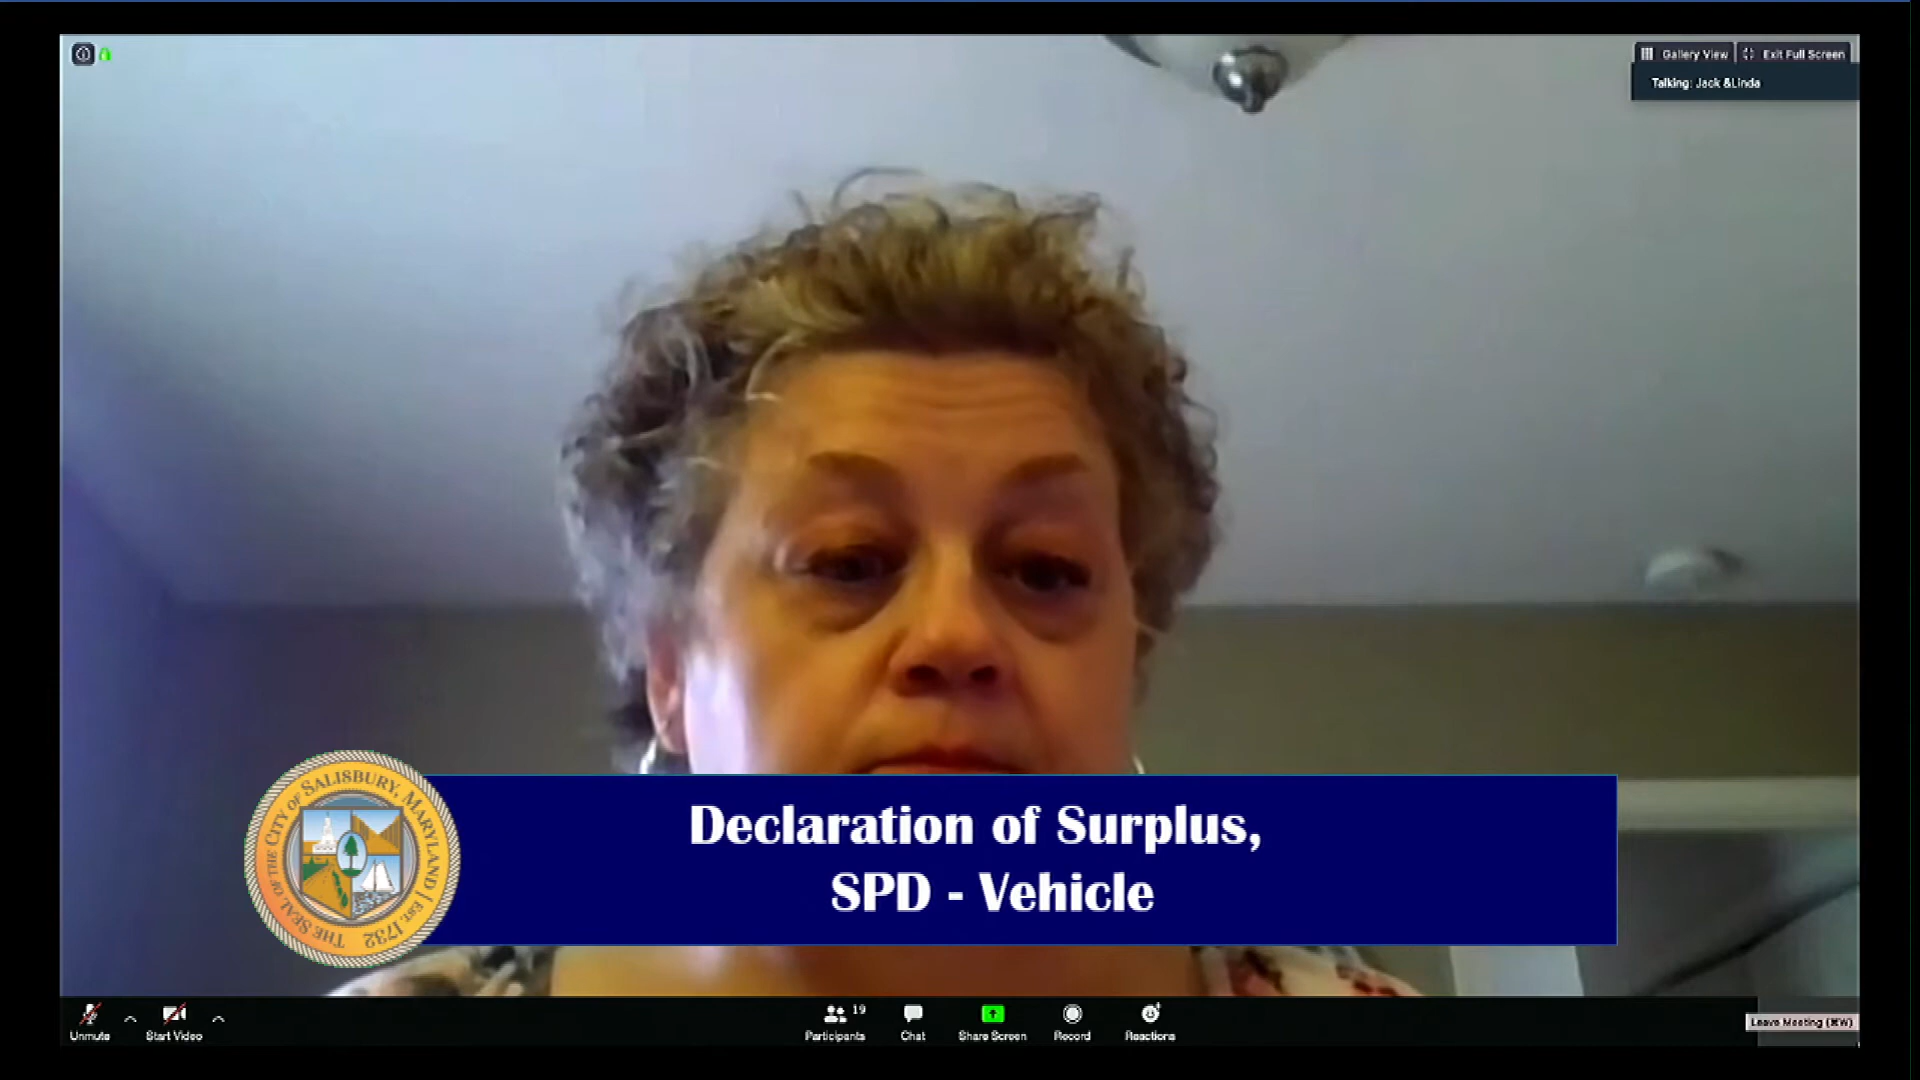 Gallery View
Exit Full Screen
Talking: Jack &Linda
Declaration of Surplus,
SPD - Vehicle
THE SEAL OF THE CITY OF SALISBURY, MARYLAND | EST. 1732
Unmute
Start Video
19
Participants
Chat
Share Screen
Record
Reactions
Leave Meeting (⌘W)